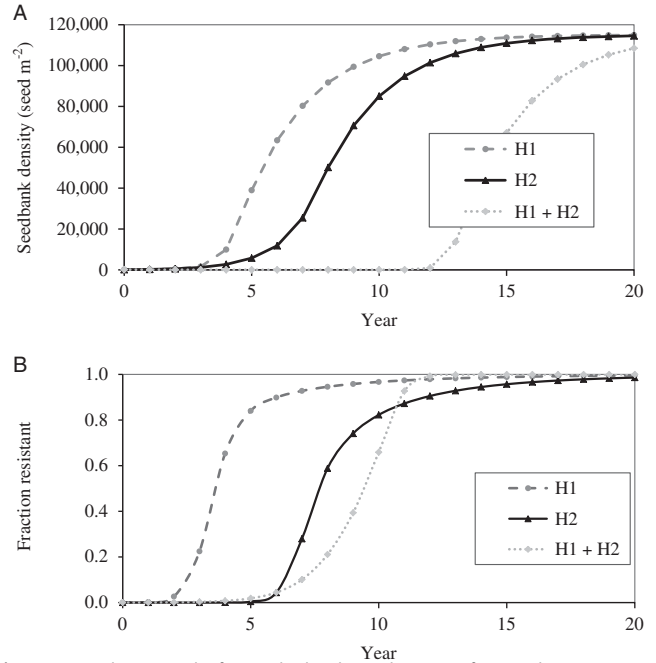 A
Seedbank density (seed m-2)
120,000
100,000
80,000
60,000
40,000
20,000
0
H1
H2
H1 + H2
0 5 10 15 20
Year
B
Fraction resistant
1.0
0.8
0.6
0.4
0.2
0.0
H1
H2
H1 + H2
0 5 10 15 20
Year